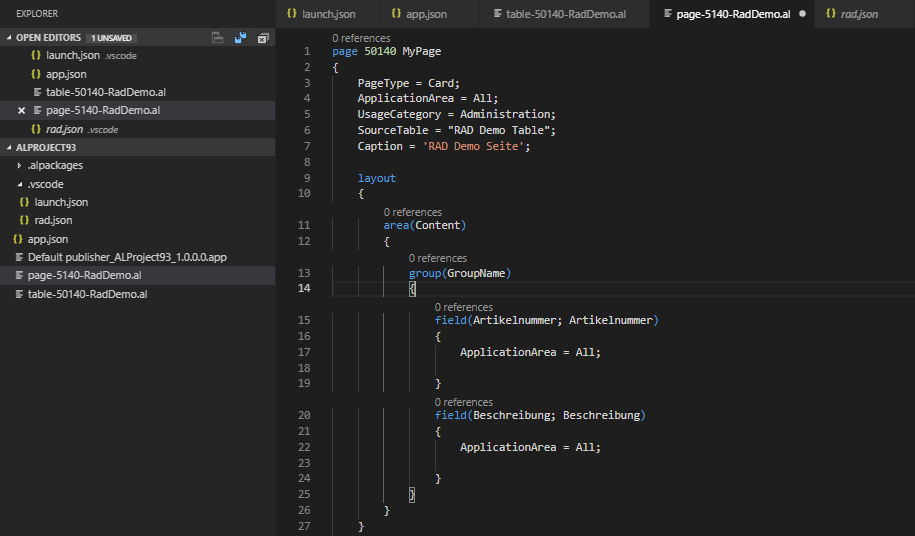 EXPLORER
OPEN EDITORS 1 UNSAVED
{} launch.json .vscode
{} app.json
table-50140-RadDemo.al
× page-5140-RadDemo.al
{} rad.json .vscode
ALPROJECT93
.alpackages
.vscode
{} launch.json
{} rad.json
{} app.json
Default publisher_ALProject93_1.0.0.0.app
page-5140-RadDemo.al
table-50140-RadDemo.al
{} launch.json {} app.json table-50140-RadDemo.al page-5140-RadDemo.al ● {} rad.json
0 references
1 page 50140 MyPage
2 {
3 PageType = Card;
4 ApplicationArea = All;
5 UsageCategory = Administration;
6 SourceTable = "RAD Demo Table";
7 Caption = 'RAD Demo Seite';
8
9 layout
10 {
0 references
11 area(Content)
12 {
0 references
13 group(GroupName)
14 {
0 references
15 field(Artikelnummer; Artikelnummer)
16 {
17 ApplicationArea = All;
18
19 }
0 references
20 field(Beschreibung; Beschreibung)
21 {
22 ApplicationArea = All;
23
24 }
25 }
26 }
27 }